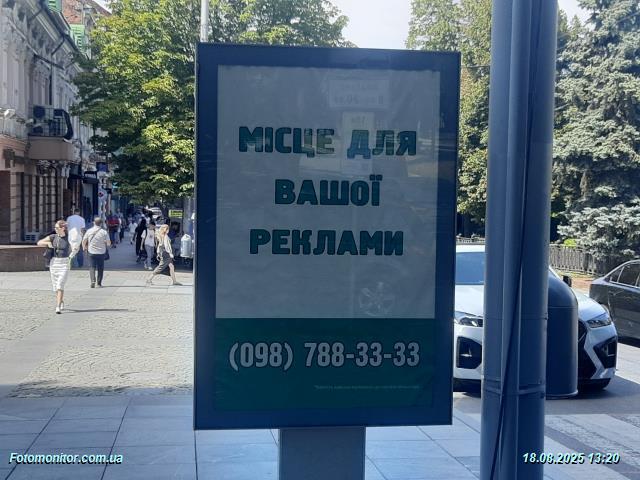 МІСЦЕ ДЛЯ
ВАШОЇ
РЕКЛАМИ
(098) 788-33-33
Fotomonitor.com.ua
18.08.2025 13:20